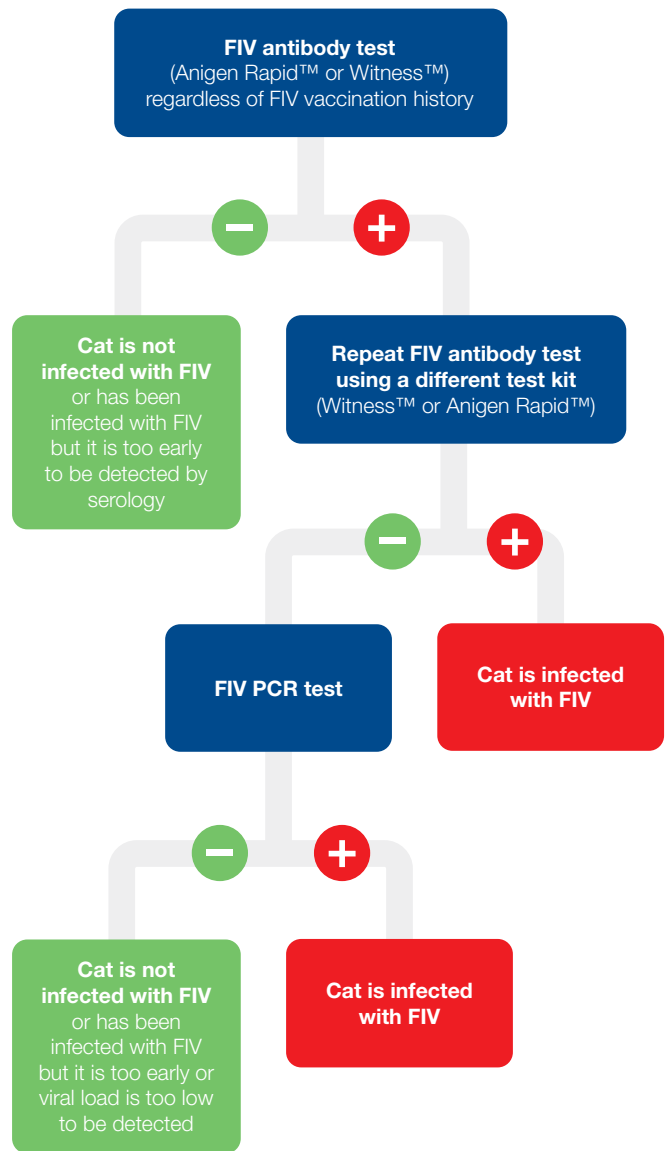 FIV antibody test
(Anigen Rapid™ or Witness™)
regardless of FIV vaccination history
Cat is not
infected with FIV
or has been
infected with FIV
but it is too early
to be detected by
serology
Repeat FIV antibody test
using a different test kit
(Witness™ or Anigen Rapid™)
FIV PCR test
Cat is infected
with FIV
Cat is not
infected with FIV
or has been
infected with FIV
but it is too early or
viral load is too low
to be detected
Cat is infected
with FIV